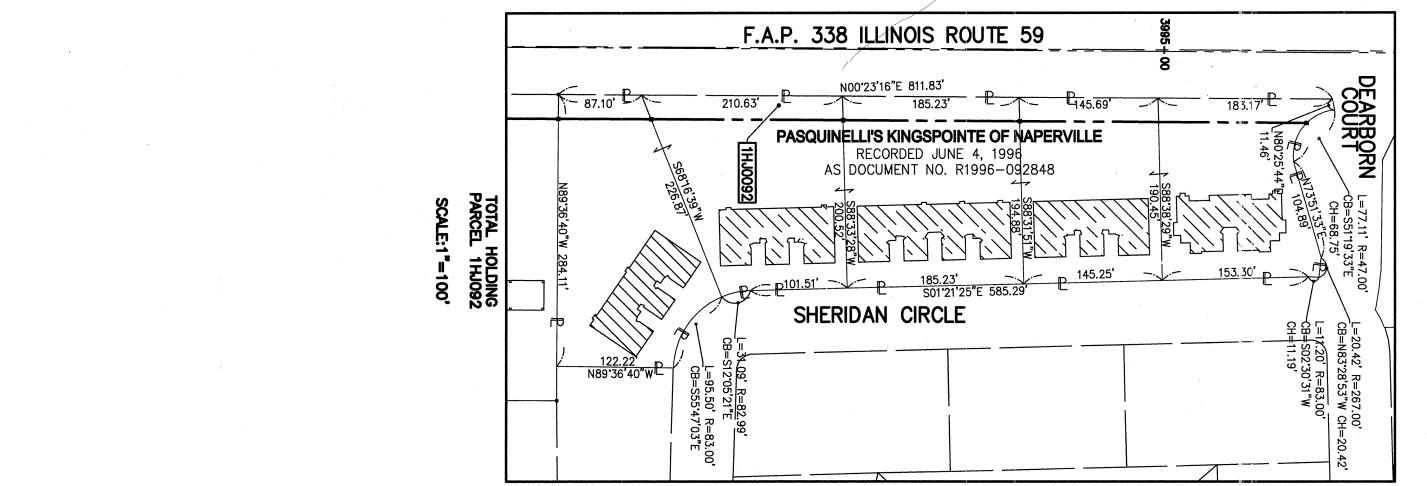 F.A.P. 338 ILLINOIS ROUTE 59
3995+00
DEARBORN
COURT
N00°23'16"E 811.83'
87.10'
210.63'
185.23'
145.69'
183.17'
1HJ0092
PASQUINELLI'S KINGSPOINTE OF NAPERVILLE
RECORDED JUNE 4, 1996
AS DOCUMENT NO. R1996-092848
N80°25'44"E
11.46'
N73°51'33"E
104.89'
L=77.11' R=47.00'
CB=S51°19'33"E
CH=68.75'
N89°36'40"W 284.11'
S68°16'39"W
226.87'
S88°33'28"W
200.52'
S88°31'51"W
194.88'
S88°38'29"W
190.45'
TOTAL HOLDING
PARCEL 1HJ092
SCALE:1"=100'
101.51'
185.23'
145.25'
153.30'
S01°21'25"E 585.29'
SHERIDAN CIRCLE
122.22
N89°36'40"W
L=95.50' R=83.00'
CB=S55°47'03"E
L=31.09' R=82.99'
CB=S12°05'21"E
L=11.20' R=83.00'
CB=S02°30'31"W
CH=11.19'
L=20.42' R=267.00'
CB=N83°28'53"W CH=20.42'